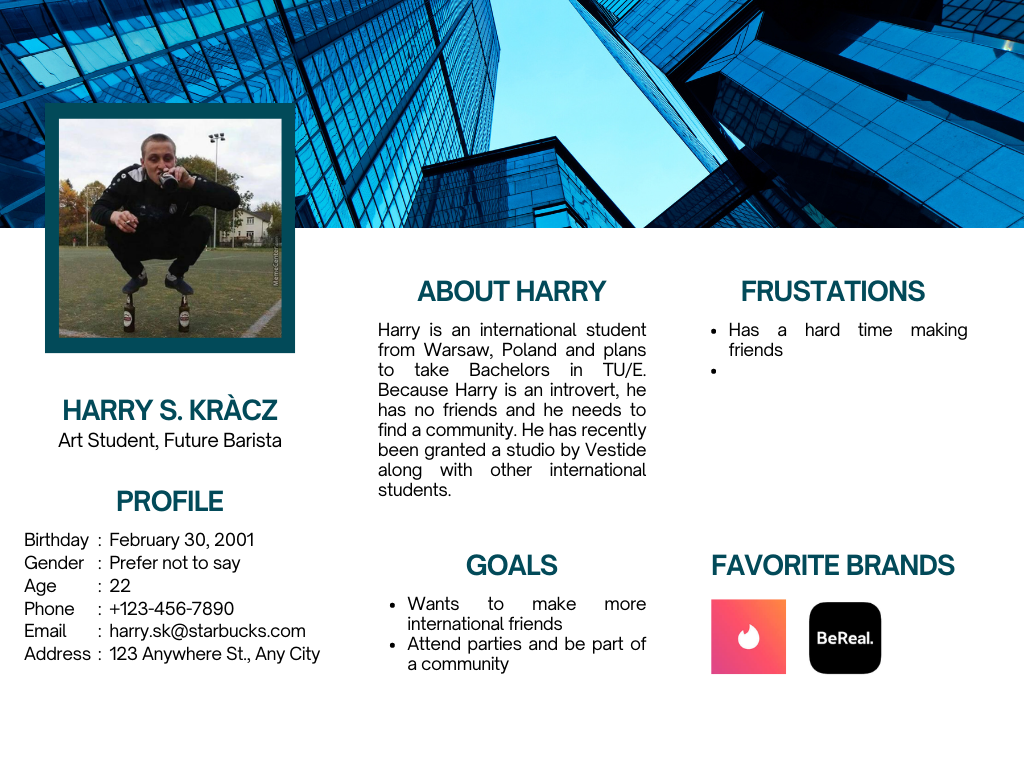 MemeCenter
HARRY S. KRÀCZ
Art Student, Future Barista
PROFILE
Birthday : February 30, 2001
Gender : Prefer not to say
Age : 22
Phone : +123-456-7890
Email : harry.sk@starbucks.com
Address : 123 Anywhere St., Any City
ABOUT HARRY
Harry is an international student
from Warsaw, Poland and plans
to take Bachelors in TU/E.
Because Harry is an introvert, he
has no friends and he needs to
find a community. He has recently
been granted a studio by Vestide
along with other international
students.
GOALS
• Wants to make more
international friends
• Attend parties and be part of
a community
FRUSTATIONS
• Has a hard time making
friends
•
FAVORITE BRANDS
BeReal.